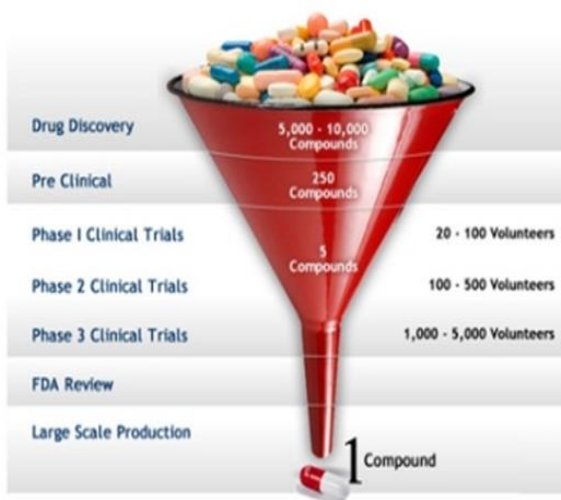 Drug Discovery
5,000 - 10,000
Compounds
Pre Clinical
250
Compounds
Phase I Clinical Trials
20 - 100 Volunteers
5
Compounds
Phase 2 Clinical Trials
100 - 500 Volunteers
Phase 3 Clinical Trials
1,000 - 5,000 Volunteers
FDA Review
Large Scale Production
1 Compound